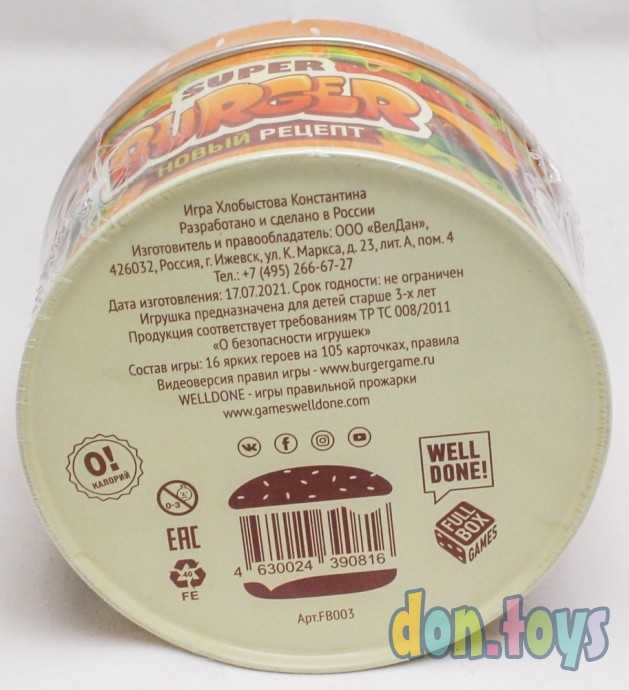 SUPER
BURGER
НОВЫЙ РЕЦЕПТ
Игра Хлобыстова Константина
Разработано и сделано в России
Изготовитель и правообладатель: ООО «ВелДан»,
426032, Россия, г. Ижевск, ул. К. Маркса, д. 23, лит. А, пом. 4
Тел.: +7 (495) 266-67-27
Дата изготовления: 17.07.2021. Срок годности: не ограничен
Игрушка предназначена для детей старше 3-х лет
Продукция соответствует требованиям ТР ТС 008/2011
«О безопасности игрушек»
Состав игры: 16 ярких героев на 105 карточках, правила
Видеоверсия правил игры - www.burgergame.ru
WELLDONE - игры правильной прожарки
www.gameswelldone.com
0!
КАЛОРИЙ
0-3
EAC
40
FE
WELL
DONE!
FULL
BOX
GAMES
4 630024 390816
Арт.FB003
don.toys